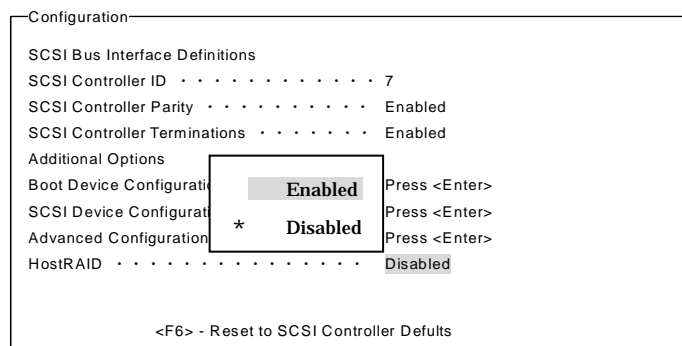 Configuration
SCSI Bus Interface Definitions
SCSI Controller ID ・ ・ ・ ・ ・ ・ ・ ・ ・ ・ ・ ・ 7
SCSI Controller Parity ・ ・ ・ ・ ・ ・ ・ ・ ・ ・ Enabled
SCSI Controller Terminations ・ ・ ・ ・ ・ ・ ・ Enabled
Additional Options
Boot Device Configurati Press <Enter>
SCSI Device Configurati Press <Enter>
Advanced Configuration Press <Enter>
HostRAID ・ ・ ・ ・ ・ ・ ・ ・ ・ ・ ・ ・ ・ ・ ・ Disabled
Enabled
* Disabled
<F6> - Reset to SCSI Controller Defults